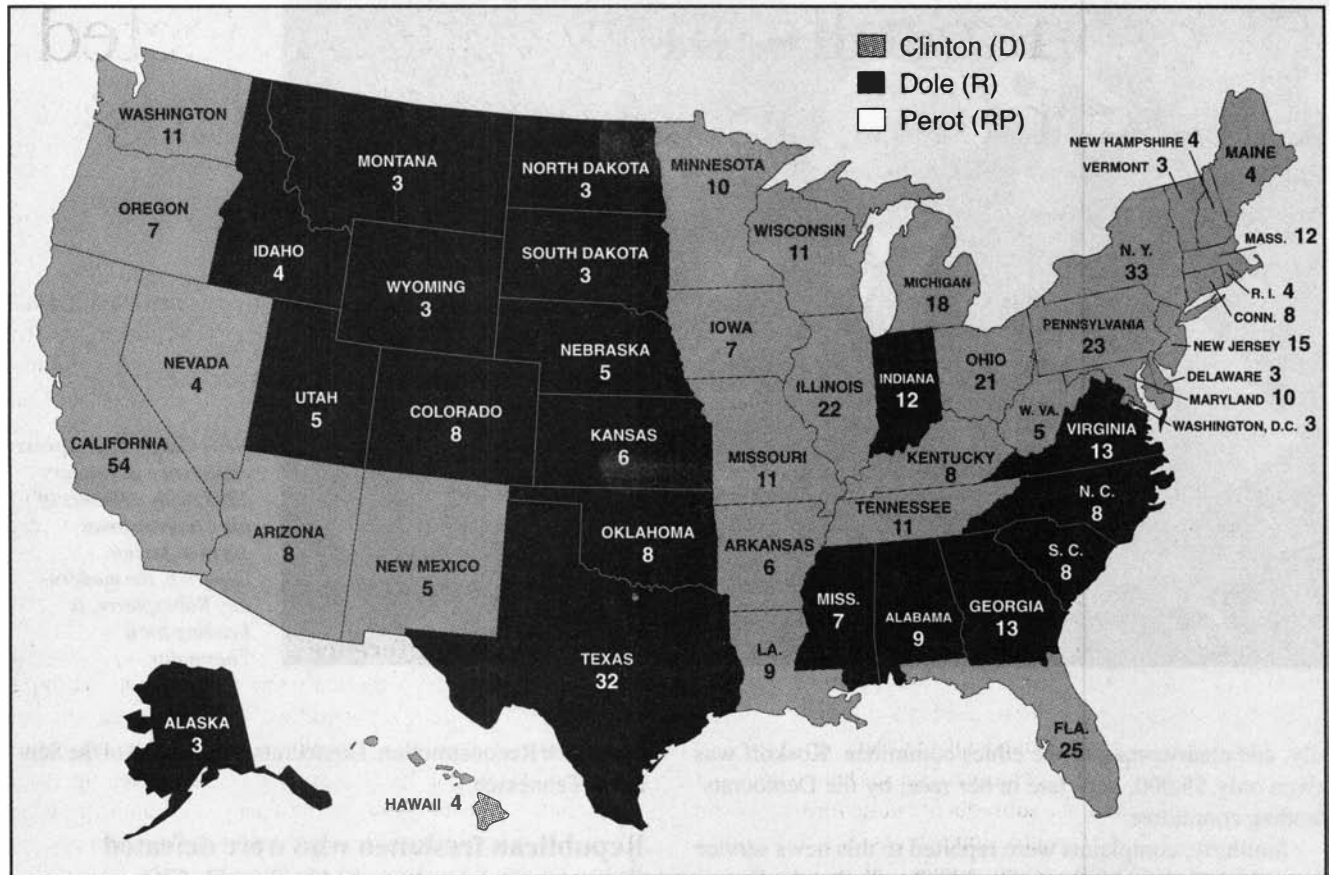 Clinton (D)
Dole (R)
Perot (RP)
WASHINGTON
11
OREGON
7
CALIFORNIA
54
NEVADA
4
IDAHO
4
MONTANA
3
WYOMING
3
UTAH
5
COLORADO
8
ARIZONA
8
NEW MEXICO
5
NORTH DAKOTA
3
SOUTH DAKOTA
3
NEBRASKA
5
KANSAS
6
OKLAHOMA
8
TEXAS
32
MINNESOTA
10
IOWA
7
MISSOURI
11
ARKANSAS
6
LA.
9
WISCONSIN
11
ILLINOIS
22
MICHIGAN
18
INDIANA
12
OHIO
21
KENTUCKY
8
TENNESSEE
11
MISS.
7
ALABAMA
9
GEORGIA
13
FLA.
25
S. C.
8
N. C.
8
VIRGINIA
13
W. VA.
5
PENNSYLVANIA
23
N. Y.
33
NEW HAMPSHIRE 4
VERMONT 3
MAINE
4
MASS. 12
R. I. 4
CONN. 8
NEW JERSEY 15
DELAWARE 3
MARYLAND 10
WASHINGTON, D.C. 3
ALASKA
3
HAWAII 4
Republican freshmen who were defeated